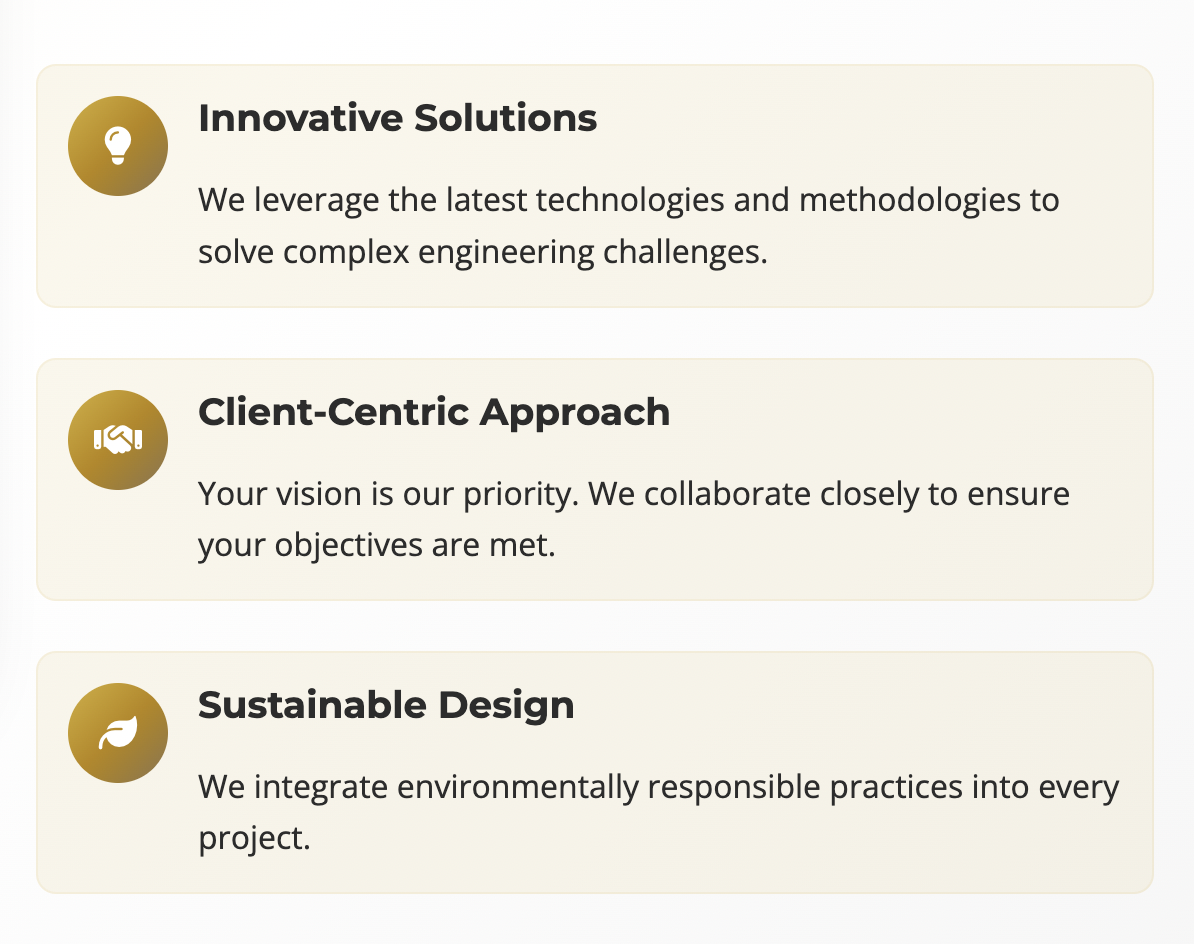 Innovative Solutions
We leverage the latest technologies and methodologies to
solve complex engineering challenges.
Client-Centric Approach
Your vision is our priority. We collaborate closely to ensure
your objectives are met.
Sustainable Design
We integrate environmentally responsible practices into every
project.